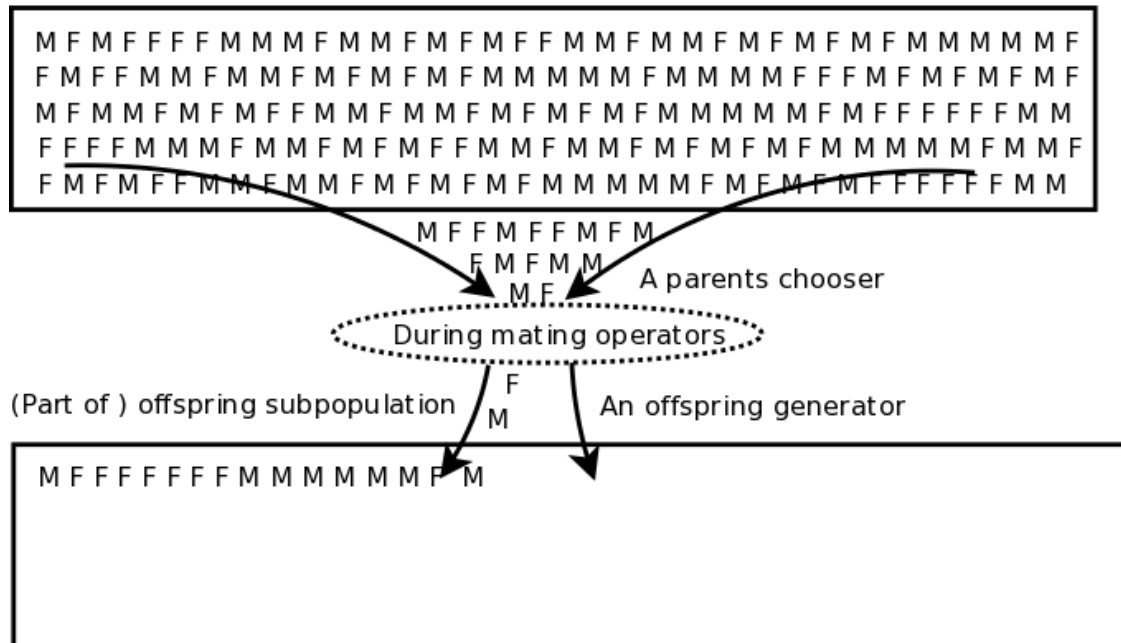 M F M F F F F M M M F M M F M F M F F M M F M M F M F M F M F M M M M M F
F M F F M M F M M F M F M F M F M M M M M F M M M M F F F M F M F M F M F
M F M M F M F M F F M M F M M F M F M F M F M M M M M F M F F F F F F M M
F F F F M M M F M M F M F M F F M M F M M F M F M F M F M M M M M F M M F
F M F M F F M M F M M F M F M F M F M M M M M F M F M F M F F F F F F M M
M F F M F F M F M
F M F M M
M F
A parents chooser
During mating operators
F
M
(Part of ) offspring subpopulation
An offspring generator
M F F F F F F F M M M M M M F M